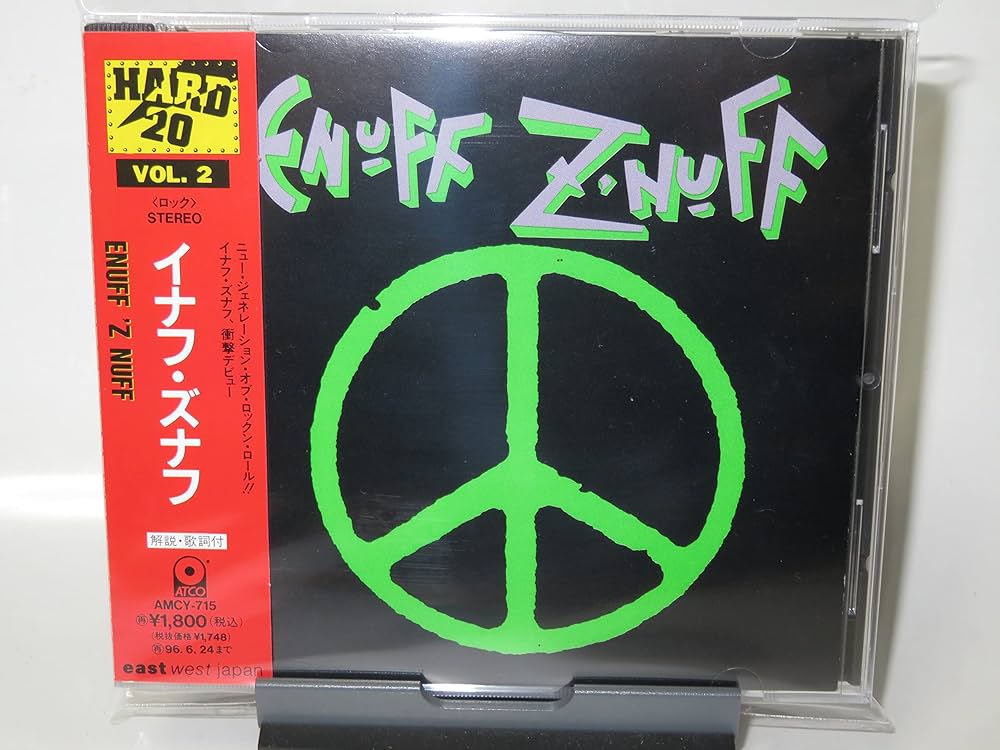 HARD
20
VOL. 2
〈ロック〉
STEREO
ENUFF 'Z NUFF
イナフ・ズナフ
ニュー・ジェネレーション・オブ・ロックン・ロール!!
イナフ・ズナフ、衝撃デビュー
解説・歌詞付
ATCO
AMCY-715
再¥1,800(税込)
(税抜価格¥1,748)
再96.6.24まで
east west japan
ENUFF Z'NUFF